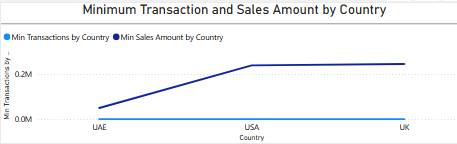 Minimum Transaction and Sales Amount by Country
Min Transactions by Country Min Sales Amount by Country
Min Transactions by ...
0.2M
0.0M
UAE USA UK
Country